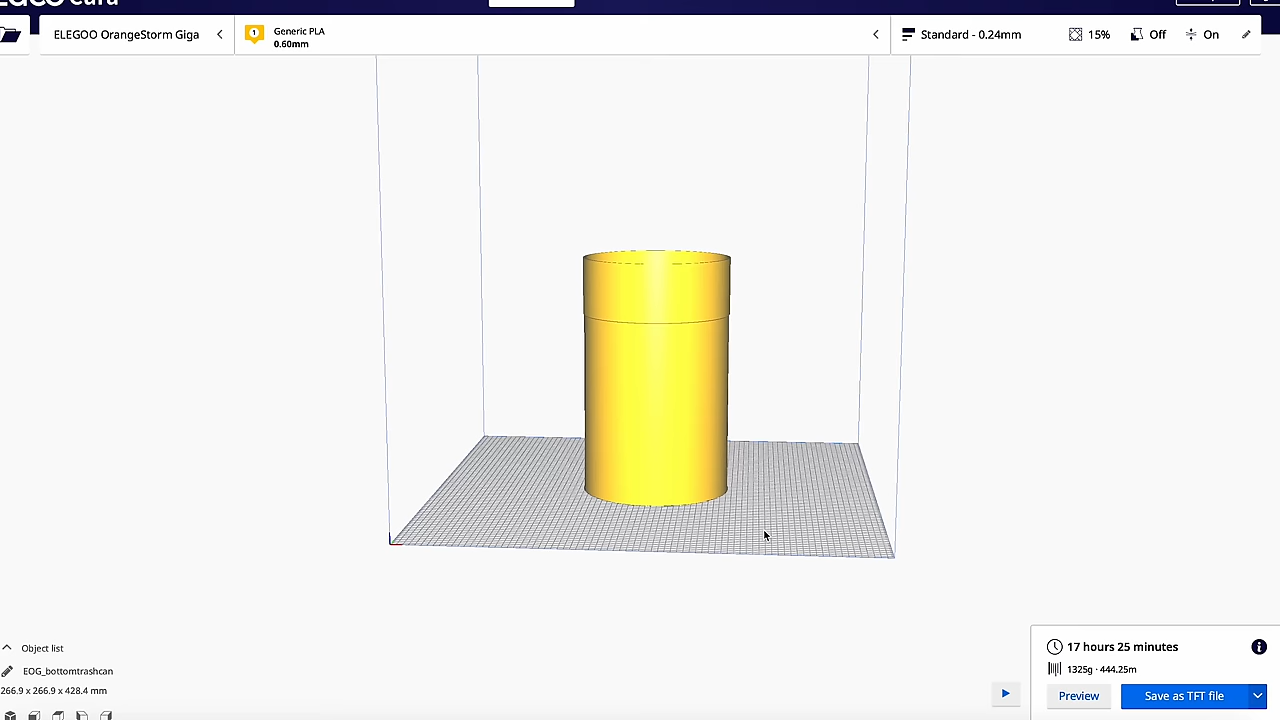 ELEGOO OrangeStorm Giga
1
Generic PLA
0.60mm
Standard - 0.24mm
15%
Off
On
Object list
EOG_bottomtrashcan
266.9 x 266.9 x 428.4 mm
17 hours 25 minutes
1325g · 444.25m
Preview
Save as TFT file